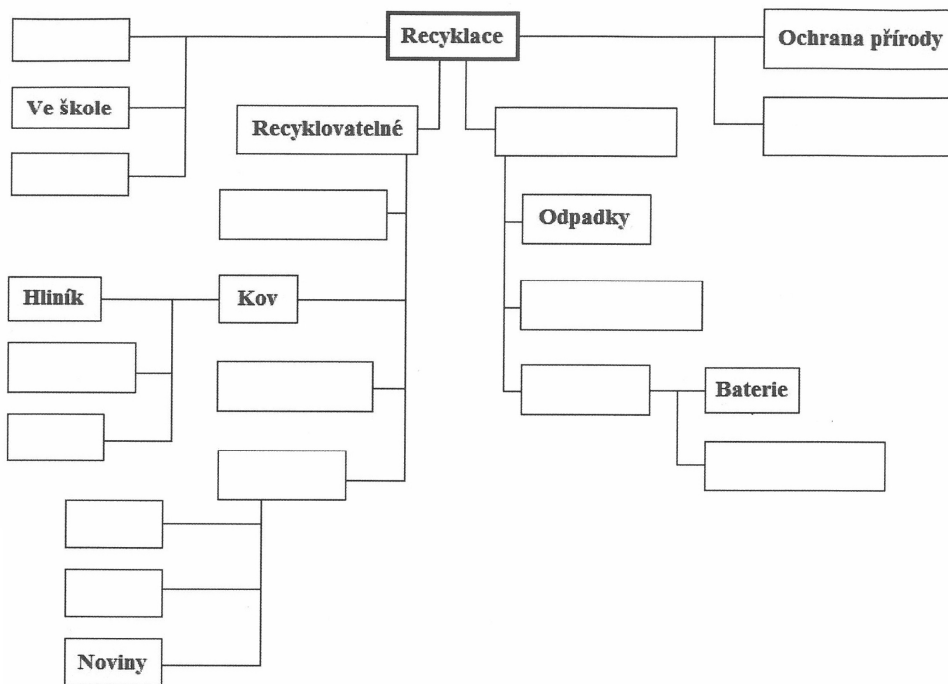 Recyklace
Ochrana přírody
Ve škole
Recyklovatelné
Odpadky
Hliník
Kov
Baterie
Noviny